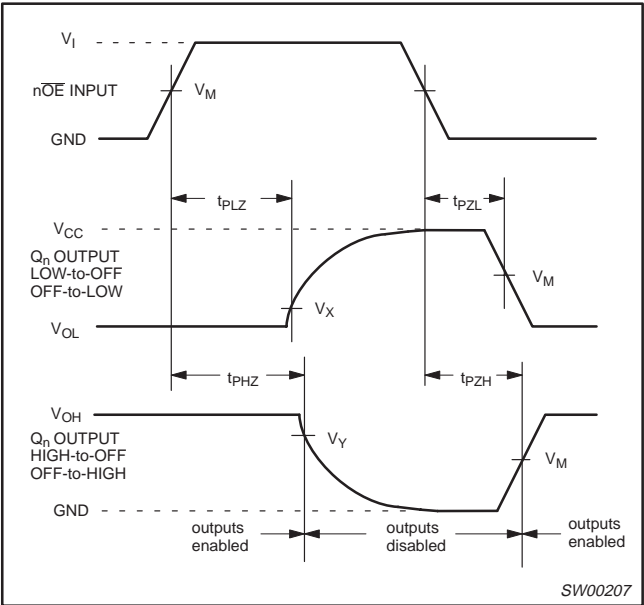 V_I
nO̅E̅ INPUT
V_M
GND
t_PLZ
t_PZL
V_CC
Q_n OUTPUT
LOW-to-OFF
OFF-to-LOW
V_M
V_X
V_OL
t_PHZ
t_PZH
V_OH
Q_n OUTPUT
HIGH-to-OFF
OFF-to-HIGH
V_Y
V_M
GND
outputs
enabled
outputs
disabled
outputs
enabled
SW00207